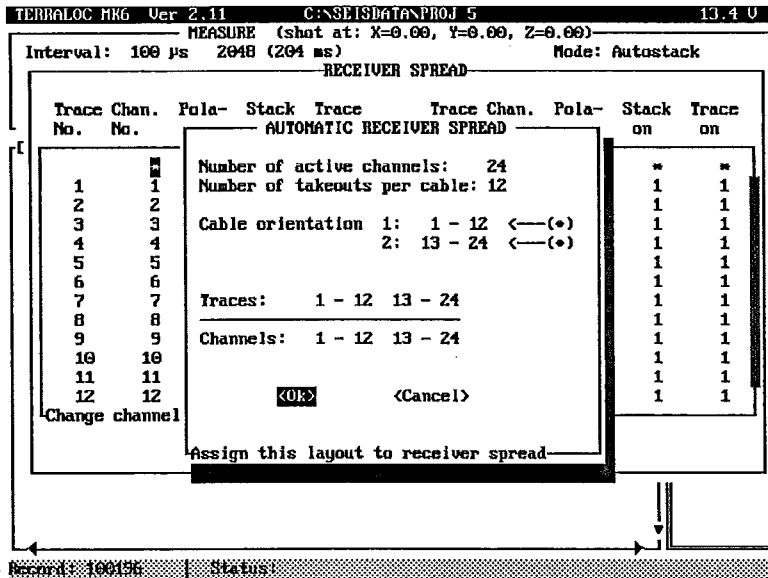 TERRALOC MK6 Ver 2.11 C:\SEISDATA\PROJ_5 13.4 V
MEASURE (shot at: X=0.00, Y=0.00, Z=0.00)
Interval: 100 µs 2048 (204 ms) Mode: Autostack
RECEIVER SPREAD
Trace Chan. Pola- Stack Trace Trace Chan. Pola- Stack Trace
No. No. AUTOMATIC RECEIVER SPREAD on on
* Number of active channels: 24 * *
1 1 Number of takeouts per cable: 12 1 1
2 2 1 1
3 3 Cable orientation 1: 1 - 12 <──(*) 1 1
4 4 2: 13 - 24 <──(*) 1 1
5 5 1 1
6 6 1 1
7 7 Traces: 1 - 12 13 - 24 1 1
8 8 1 1
9 9 Channels: 1 - 12 13 - 24 1 1
10 10 1 1
11 11 1 1
12 12 <Ok> <Cancel> 1 1
Change channel
Assign this layout to receiver spread
Record: 100196 Status: